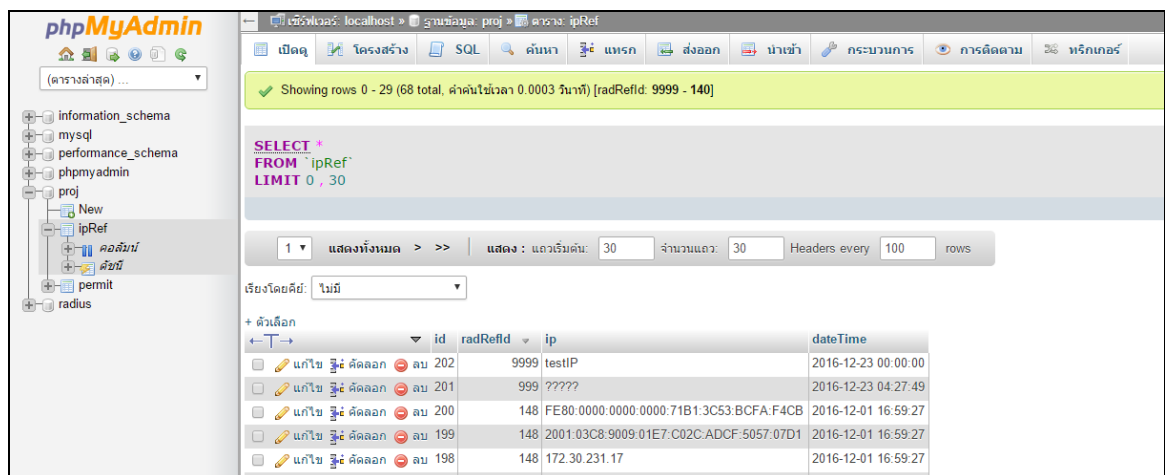 phpMyAdmin
(ตารางล่าสุด) ...
information_schema
mysql
performance_schema
phpmyadmin
proj
New
ipRef
คอลัมน์
ดัชนี
permit
radius
เซิร์ฟเวอร์: localhost » ฐานข้อมูล: proj » ตาราง: ipRef
เปิดดู โครงสร้าง SQL ค้นหา แทรก ส่งออก นำเข้า กระบวนการ การติดตาม ทริกเกอร์
Showing rows 0 - 29 (68 total, คำค้นใช้เวลา 0.0003 วินาที) [radRefId: 9999 - 140]
SELECT *
FROM `ipRef`
LIMIT 0 , 30
1 แสดงทั้งหมด > >> แสดง : แถวเริ่มต้น: 30 จำนวนแถว: 30 Headers every 100 rows
เรียงโดยคีย์: ไม่มี
+ ตัวเลือก
←T→ id radRefId ip dateTime
แก้ไข คัดลอก ลบ 202 9999 testIP 2016-12-23 00:00:00
แก้ไข คัดลอก ลบ 201 999 ????? 2016-12-23 04:27:49
แก้ไข คัดลอก ลบ 200 148 FE80:0000:0000:0000:71B1:3C53:BCFA:F4CB 2016-12-01 16:59:27
แก้ไข คัดลอก ลบ 199 148 2001:03C8:9009:01E7:C02C:ADCF:5057:07D1 2016-12-01 16:59:27
แก้ไข คัดลอก ลบ 198 148 172.30.231.17 2016-12-01 16:59:27